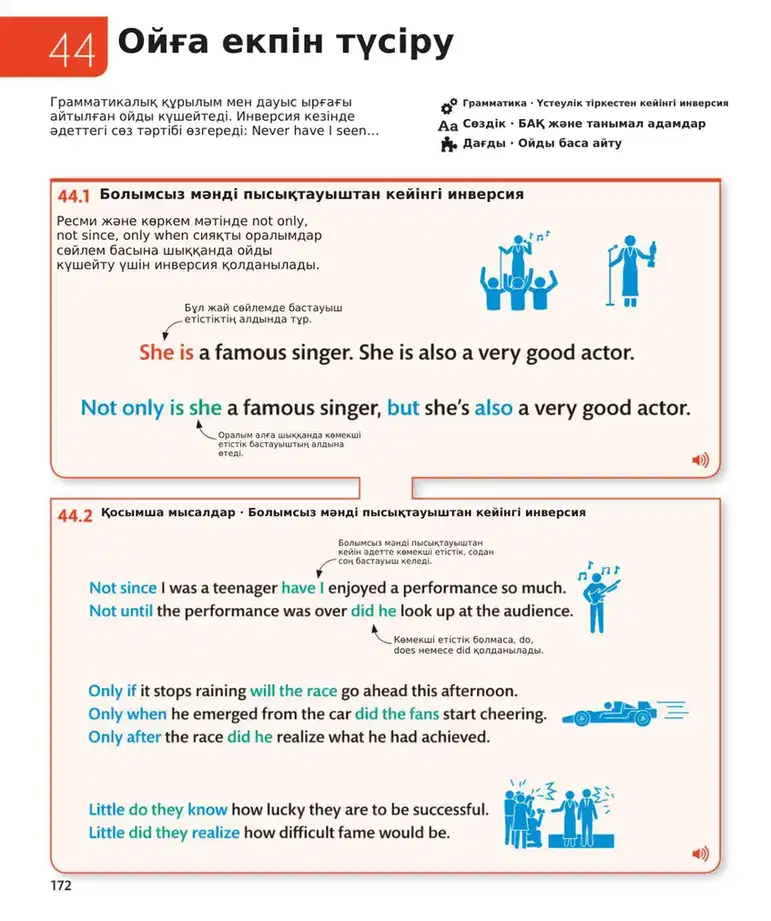 44 Ойға екпін түсіру
Грамматикалық құрылым мен дауыс ырғағы
айтылған ойды күшейтеді. Инверсия кезінде
әдеттегі сөз тәртібі өзгереді: Never have I seen…
Грамматика · Үстеулік тіркестен кейінгі инверсия
Aa Сөздік · БАҚ және танымал адамдар
Дағды · Ойды баса айту
44.1 Болымсыз мәнді пысықтауыштан кейінгі инверсия
Ресми және көркем мәтінде not only,
not since, only when сияқты оралымдар
сөйлем басына шыққанда ойды
күшейту үшін инверсия қолданылады.
Бұл жай сөйлемде бастауыш
етістіктің алдында тұр.
She is a famous singer. She is also a very good actor.
Not only is she a famous singer, but she's also a very good actor.
Оралым алға шыққанда көмекші
етістік бастауыштың алдына
өтеді.
44.2 Қосымша мысалдар · Болымсыз мәнді пысықтауыштан кейінгі инверсия
Болымсыз мәнді пысықтауыштан
кейін әдетте көмекші етістік, содан
соң бастауыш келеді.
Not since I was a teenager have I enjoyed a performance so much.
Not until the performance was over did he look up at the audience.
Көмекші етістік болмаса, do,
does немесе did қолданылады.
Only if it stops raining will the race go ahead this afternoon.
Only when he emerged from the car did the fans start cheering.
Only after the race did he realize what he had achieved.
Little do they know how lucky they are to be successful.
Little did they realize how difficult fame would be.
172